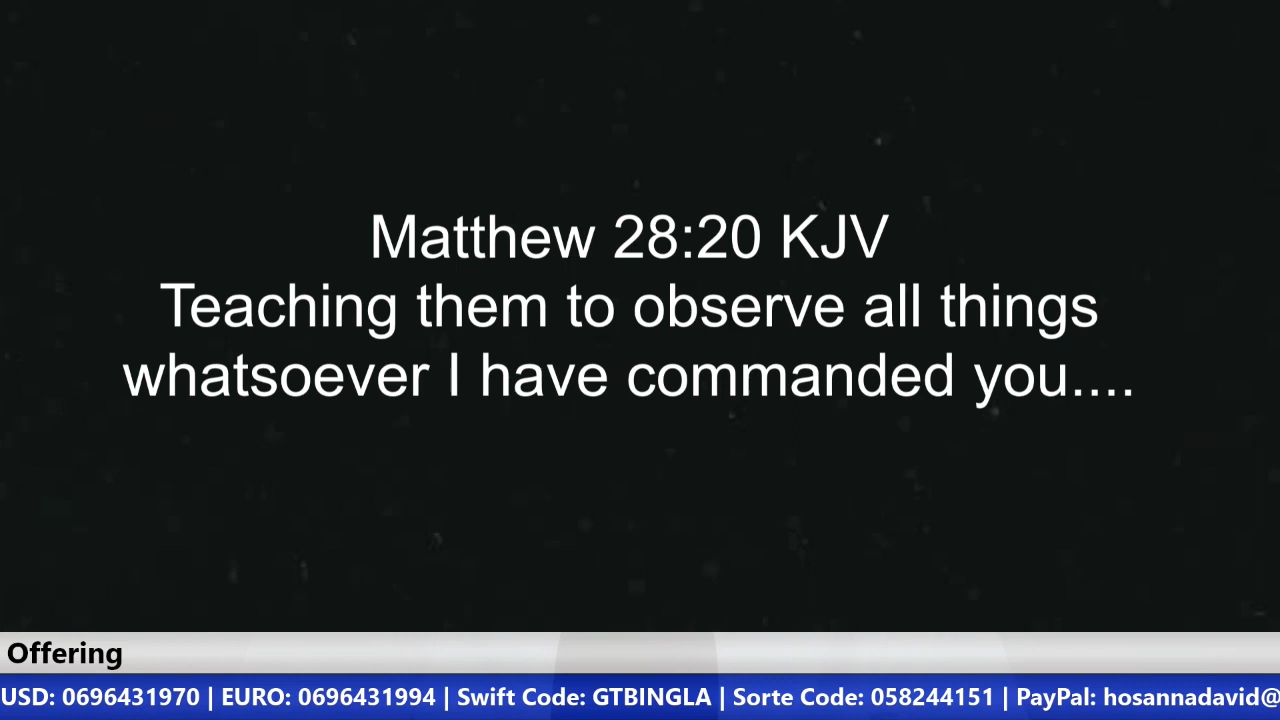 Matthew 28:20 KJV
Teaching them to observe all things
whatsoever I have commanded you....
Offering
USD: 0696431970 | EURO: 0696431994 | Swift Code: GTBINGLA | Sorte Code: 058244151 | PayPal: hosannadavid@